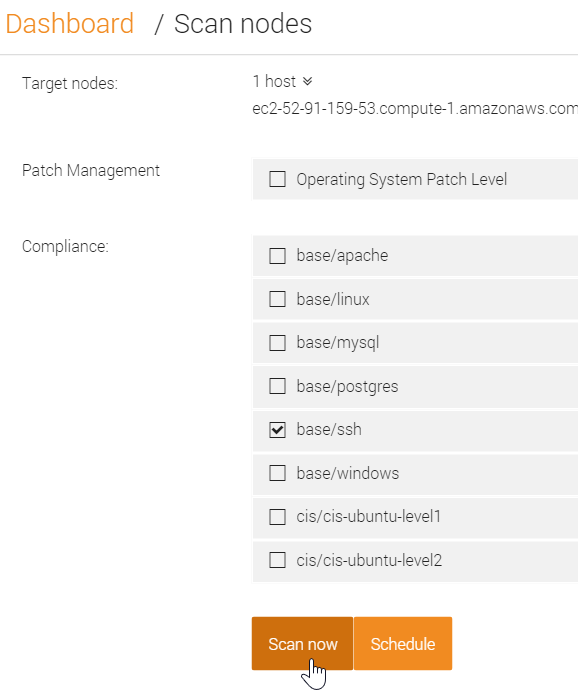 Dashboard / Scan nodes
Target nodes:
1 host
ec2-52-91-159-53.compute-1.amazonaws.com
Patch Management
Operating System Patch Level
Compliance:
base/apache
base/linux
base/mysql
base/postgres
base/ssh
base/windows
cis/cis-ubuntu-level1
cis/cis-ubuntu-level2
Scan now
Schedule